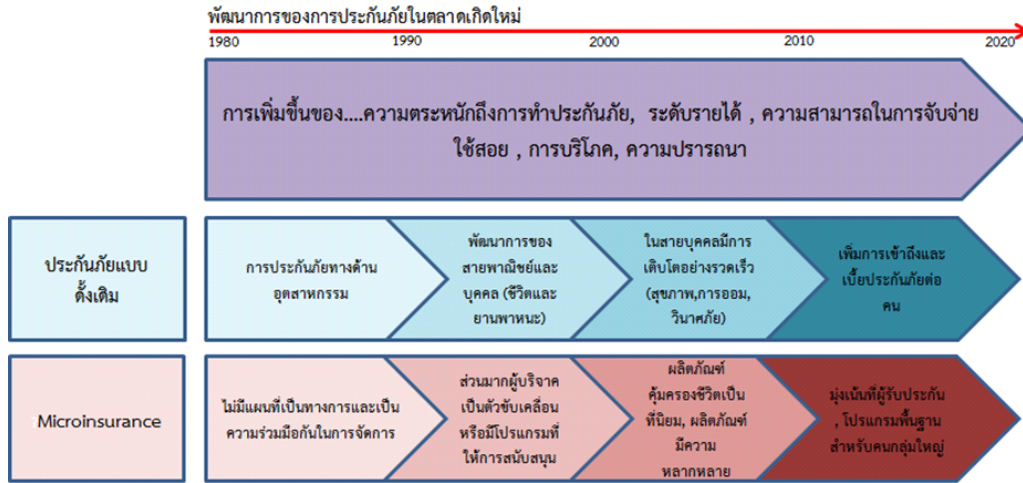 พัฒนาการของการประกันภัยในตลาดเกิดใหม่
1980 1990 2000 2010 2020
การเพิ่มขึ้นของ....ความตระหนักถึงการทำประกันภัย, ระดับรายได้ , ความสามารถในการจับจ่าย
ใช้สอย , การบริโภค, ความปรารถนา
ประกันภัยแบบ
ดั้งเดิม
การประกันภัยทางด้าน
อุตสาหกรรม
พัฒนาการของ
สายพาณิชย์และ
บุคคล (ชีวิตและ
ยานพาหนะ)
ในสายบุคคลมีการ
เติบโตอย่างรวดเร็ว
(สุขภาพ,การออม,
วินาศภัย)
เพิ่มการเข้าถึงและ
เบี้ยประกันภัยต่อ
คน
Microinsurance
ไม่มีแผนที่เป็นทางการและเป็น
ความร่วมมือกันในการจัดการ
ส่วนมากผู้บริจาค
เป็นตัวขับเคลื่อน
หรือมีโปรแกรมที่
ให้การสนับสนุน
ผลิตภัณฑ์
คุ้มครองชีวิตเป็น
ที่นิยม, ผลิตภัณฑ์
มีความ
หลากหลาย
มุ่งเน้นที่ผู้รับประกัน
, โปรแกรมพื้นฐาน
สำหรับคนกลุ่มใหญ่